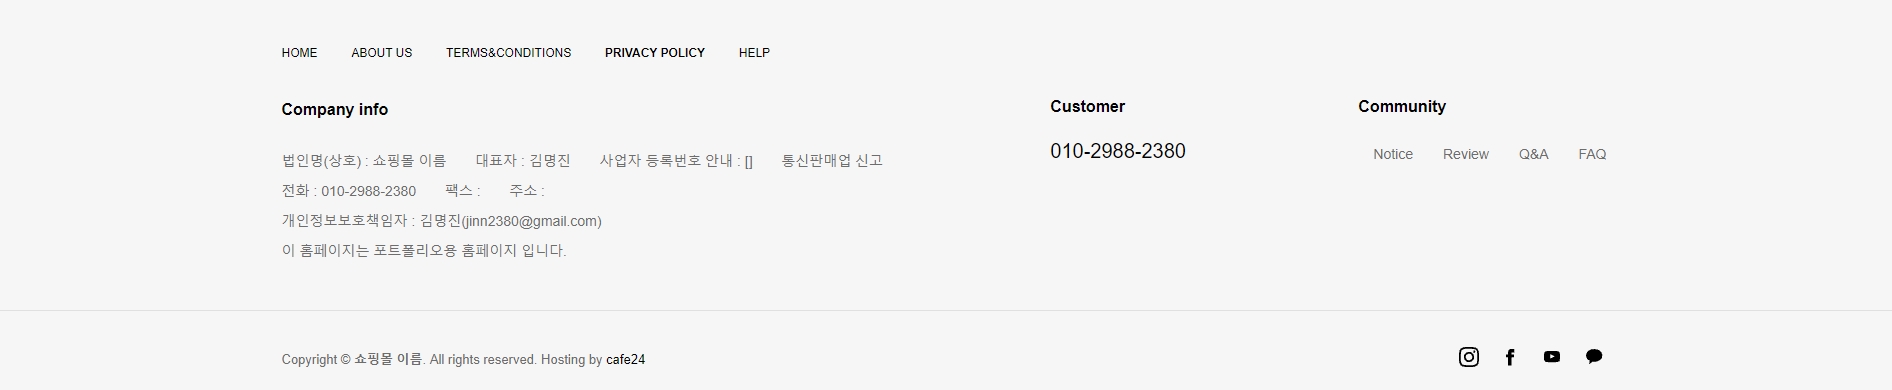 HOME ABOUT US TERMS&CONDITIONS PRIVACY POLICY HELP
Company info
법인명(상호) : 쇼핑몰 이름 대표자 : 김명진 사업자 등록번호 안내 : [] 통신판매업 신고
전화 : 010-2988-2380 팩스 : 주소 :
개인정보보호책임자 : 김명진(jinn2380@gmail.com)
이 홈페이지는 포트폴리오용 홈페이지 입니다.
Customer
010-2988-2380
Community
Notice Review Q&A FAQ
Copyright © 쇼핑몰 이름. All rights reserved. Hosting by cafe24